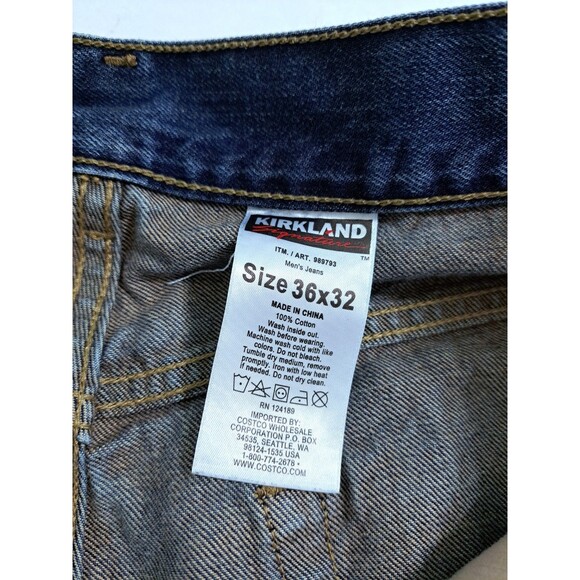 KIRKLAND
Signature™
ITM. / ART. 989793
Men's Jeans
Size 36x32
MADE IN CHINA
100% Cotton
Wash inside out.
Wash before wearing.
Machine wash cold with like
colors. Do not bleach.
Tumble dry medium, remove
promptly. Iron with low heat
if needed. Do not dry clean.
RN 124189
IMPORTED BY:
COSTCO WHOLESALE
CORPORATION P.O. BOX
34535, SEATTLE, WA
98124-1535 USA
1-800-774-2678 •
WWW.COSTCO.COM